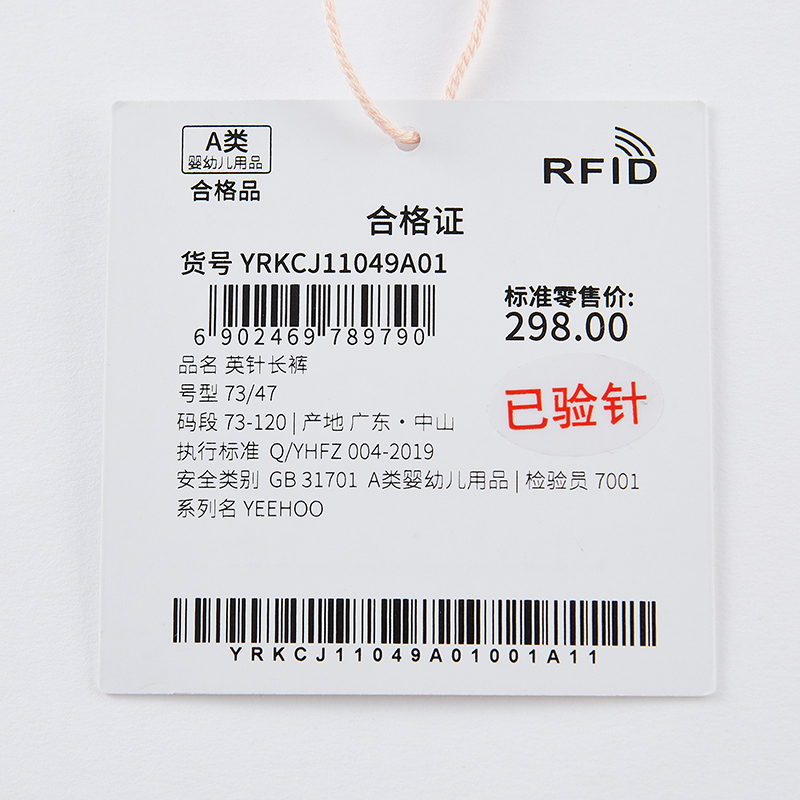 A类
婴幼儿用品
合格品
RFID
合格证
货号 YRKCJ11049A01
6 902469 789790
标准零售价:
298.00
品名 英针长裤
号型 73/47
已验针
码段 73-120 | 产地 广东·中山
执行标准 Q/YHFZ 004-2019
安全类别 GB 31701 A类婴幼儿用品 | 检验员 7001
系列名 YEEHOO
YRKCJ11049A01001A11